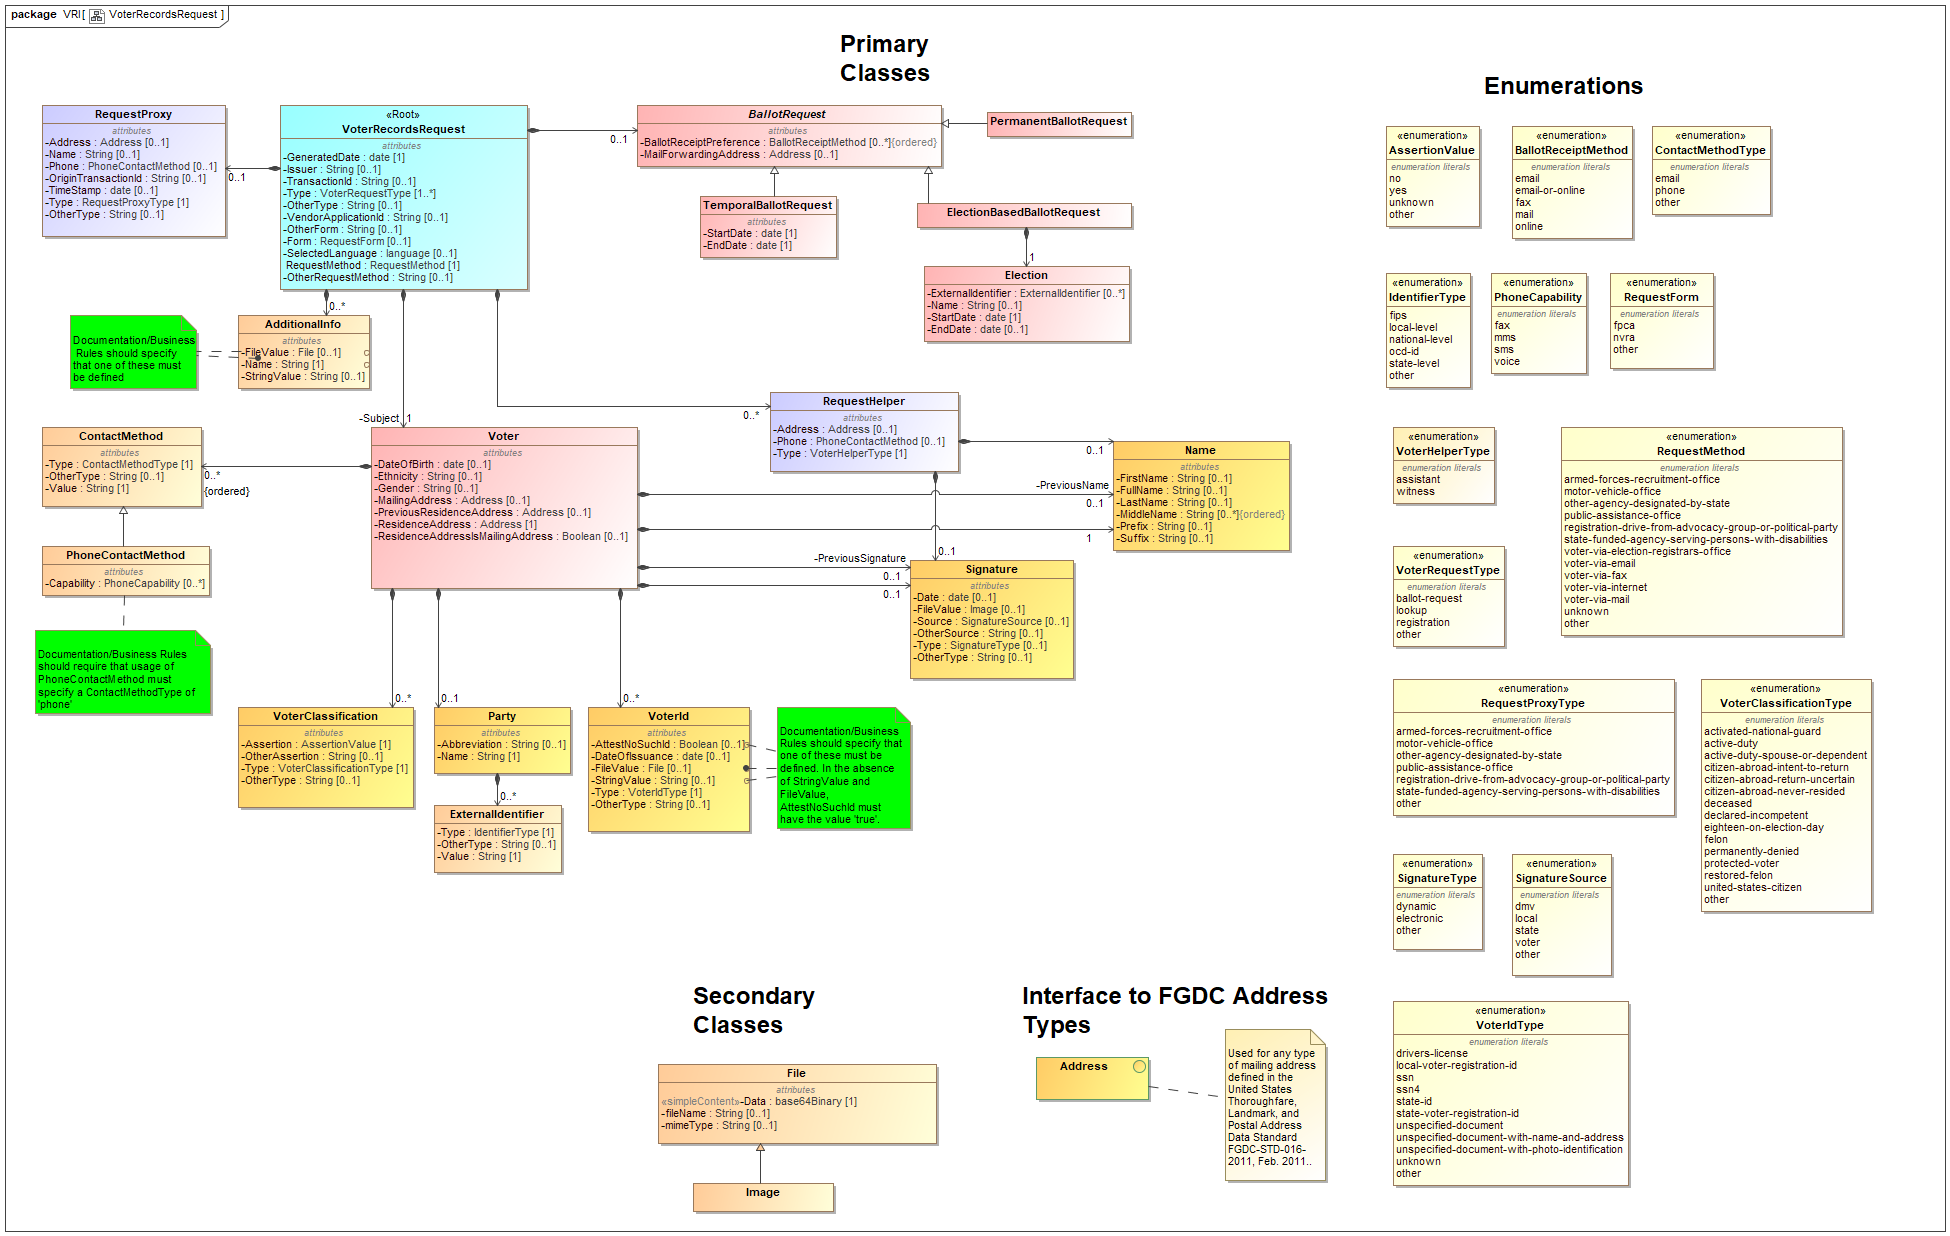 package VRI[ VoterRecordsRequest ]
Primary
Classes
Enumerations
RequestProxy
attributes
-Address : Address [0..1]
-Name : String [0..1]
-Phone : PhoneContactMethod [0..1]
-OriginTransactionId : String [0..1]
-TimeStamp : date [0..1]
-Type : RequestProxyType [1]
-OtherType : String [0..1]
0..1
«Root»
VoterRecordsRequest
attributes
-GeneratedDate : date [1]
-Issuer : String [0..1]
-TransactionId : String [0..1]
-Type : VoterRequestType [1..*]
-OtherType : String [0..1]
-VendorApplicationId : String [0..1]
-OtherForm : String [0..1]
-Form : RequestForm [0..1]
-SelectedLanguage : language [0..1]
RequestMethod : RequestMethod [1]
-OtherRequestMethod : String [0..1]
0..1
BallotRequest
attributes
-BallotReceiptPreference : BallotReceiptMethod [0..*]{ordered}
-MailForwardingAddress : Address [0..1]
PermanentBallotRequest
TemporalBallotRequest
attributes
-StartDate : date [1]
-EndDate : date [1]
ElectionBasedBallotRequest
1
Election
-ExternalIdentifier : ExternalIdentifier [0..*]
-Name : String [0..1]
-StartDate : date [1]
-EndDate : date [0..1]
0..*
AdditionalInfo
attributes
-FileValue : File [0..1]
-Name : String [1]
-StringValue : String [0..1]
Documentation/Business
Rules should specify
that one of these must
be defined
-Subject 1
0..*
RequestHelper
attributes
-Address : Address [0..1]
-Phone : PhoneContactMethod [0..1]
-Type : VoterHelperType [1]
0..1
ContactMethod
attributes
-Type : ContactMethodType [1]
-OtherType : String [0..1]
-Value : String [1]
0..*
{ordered}
Voter
attributes
-DateOfBirth : date [0..1]
-Ethnicity : String [0..1]
-Gender : String [0..1]
-MailingAddress : Address [0..1]
-PreviousResidenceAddress : Address [0..1]
-ResidenceAddress : Address [1]
-ResidenceAddressIsMailingAddress : Boolean [0..1]
-PreviousName
0..1
1
Name
attributes
-FirstName : String [0..1]
-FullName : String [0..1]
-LastName : String [0..1]
-MiddleName : String [0..*]{ordered}
-Prefix : String [0..1]
-Suffix : String [0..1]
PhoneContactMethod
attributes
-Capability : PhoneCapability [0..*]
Documentation/Business Rules
should require that usage of
PhoneContactMethod must
specify a ContactMethodType of
'phone'
-PreviousSignature
0..1
0..1
0..1
Signature
attributes
-Date : date [0..1]
-FileValue : Image [0..1]
-Source : SignatureSource [0..1]
-OtherSource : String [0..1]
-Type : SignatureType [0..1]
-OtherType : String [0..1]
0..*
0..1
0..*
VoterClassification
attributes
-Assertion : AssertionValue [1]
-OtherAssertion : String [0..1]
-Type : VoterClassificationType [1]
-OtherType : String [0..1]
Party
attributes
-Abbreviation : String [0..1]
-Name : String [1]
0..*
ExternalIdentifier
-Type : IdentifierType [1]
-OtherType : String [0..1]
-Value : String [1]
VoterId
attributes
-AttestNoSuchId : Boolean [0..1]
-DateOfIssuance : date [0..1]
-FileValue : File [0..1]
-StringValue : String [0..1]
-Type : VoterIdType [1]
-OtherType : String [0..1]
Documentation/Business
Rules should specify that
one of these must be
defined. In the absence
of StringValue and
FileValue,
AttestNoSuchId must
have the value 'true'.
Secondary
Classes
File
attributes
«simpleContent»-Data : base64Binary [1]
-fileName : String [0..1]
-mimeType : String [0..1]
Image
Interface to FGDC Address
Types
Address
Used for any type
of mailing address
defined in the
United States
Thoroughfare,
Landmark, and
Postal Address
Data Standard
FGDC-STD-016-
2011, Feb. 2011..
«enumeration»
AssertionValue
enumeration literals
no
yes
unknown
other
«enumeration»
BallotReceiptMethod
enumeration literals
email
email-or-online
fax
mail
online
«enumeration»
ContactMethodType
enumeration literals
email
phone
other
«enumeration»
IdentifierType
enumeration literals
fips
local-level
national-level
ocd-id
state-level
other
«enumeration»
PhoneCapability
enumeration literals
fax
mms
sms
voice
«enumeration»
RequestForm
enumeration literals
fpca
nvra
other
«enumeration»
VoterHelperType
enumeration literals
assistant
witness
«enumeration»
RequestMethod
enumeration literals
armed-forces-recruitment-office
motor-vehicle-office
other-agency-designated-by-state
public-assistance-office
registration-drive-from-advocacy-group-or-political-party
state-funded-agency-serving-persons-with-disabilities
voter-via-election-registrars-office
voter-via-email
voter-via-fax
voter-via-internet
voter-via-mail
unknown
other
«enumeration»
VoterRequestType
enumeration literals
ballot-request
lookup
registration
other
«enumeration»
RequestProxyType
enumeration literals
armed-forces-recruitment-office
motor-vehicle-office
other-agency-designated-by-state
public-assistance-office
registration-drive-from-advocacy-group-or-political-party
state-funded-agency-serving-persons-with-disabilities
other
«enumeration»
VoterClassificationType
enumeration literals
activated-national-guard
active-duty
active-duty-spouse-or-dependent
citizen-abroad-intent-to-return
citizen-abroad-return-uncertain
citizen-abroad-never-resided
deceased
declared-incompetent
eighteen-on-election-day
felon
permanently-denied
protected-voter
restored-felon
united-states-citizen
other
«enumeration»
SignatureType
enumeration literals
dynamic
electronic
other
«enumeration»
SignatureSource
enumeration literals
dmv
local
state
voter
other
«enumeration»
VoterIdType
enumeration literals
drivers-license
local-voter-registration-id
ssn
ssn4
state-id
state-voter-registration-id
unspecified-document
unspecified-document-with-name-and-address
unspecified-document-with-photo-identification
unknown
other